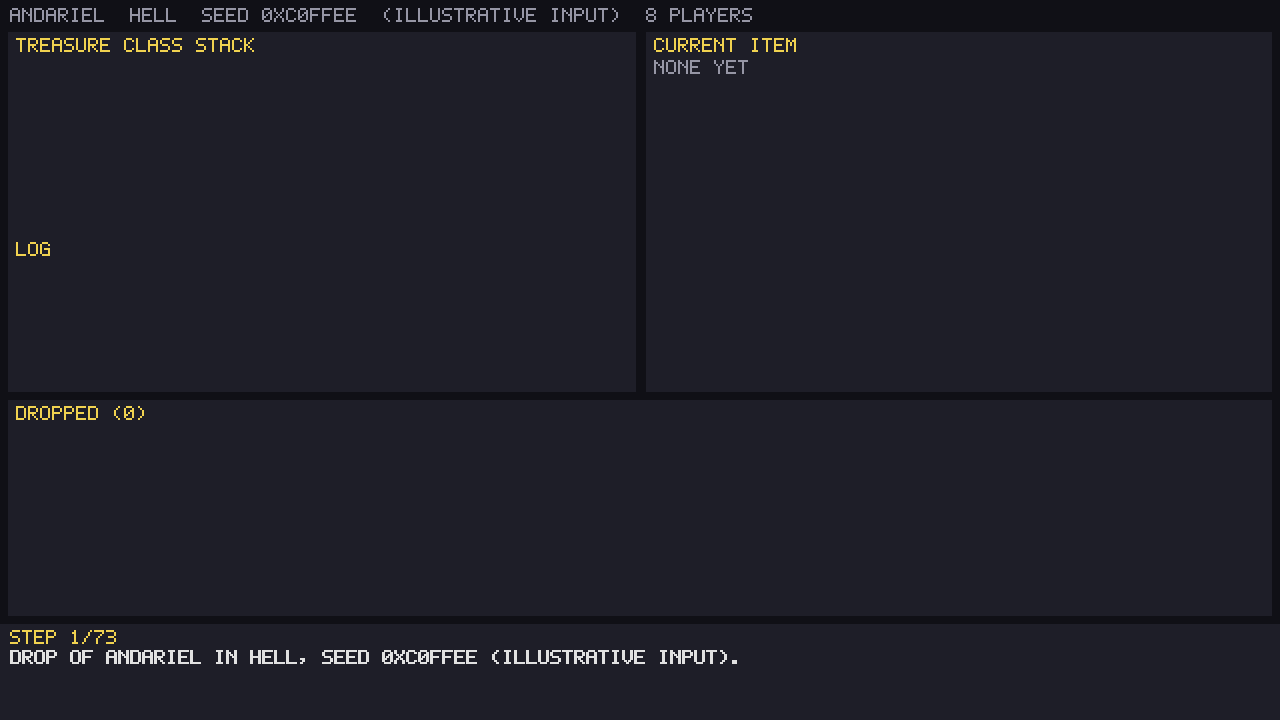 ANDARIEL  HELL  SEED 0XC0FFEE  (ILLUSTRATIVE INPUT)  8 PLAYERS
TREASURE CLASS STACK
LOG
CURRENT ITEM
NONE YET
DROPPED (0)
STEP 1/73
DROP OF ANDARIEL IN HELL, SEED 0XC0FFEE (ILLUSTRATIVE INPUT).